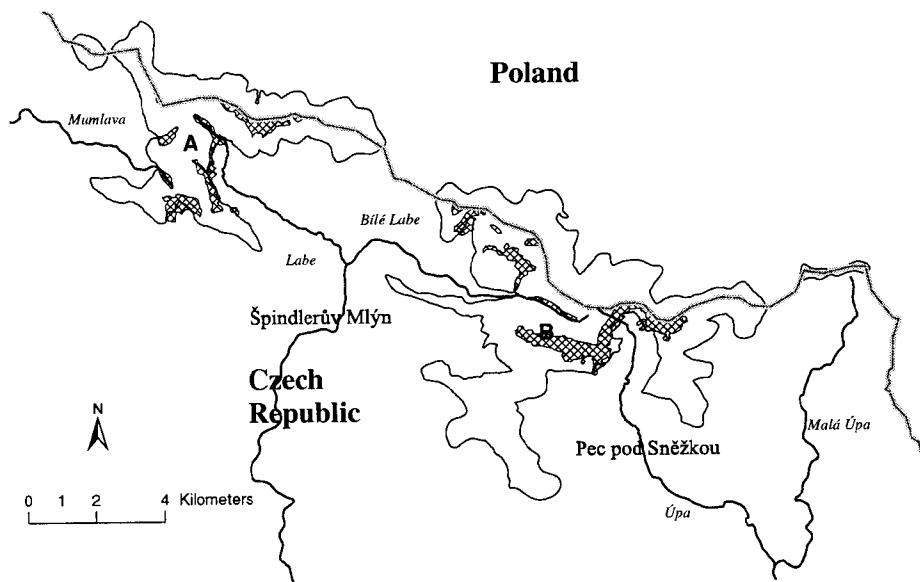 Poland
Mumlava
A
Bílé Labe
Labe
Špindlerův Mlýn
B
Czech
Republic
N
Malá Úpa
Pec pod Sněžkou
0 1 2 4 Kilometers
Úpa